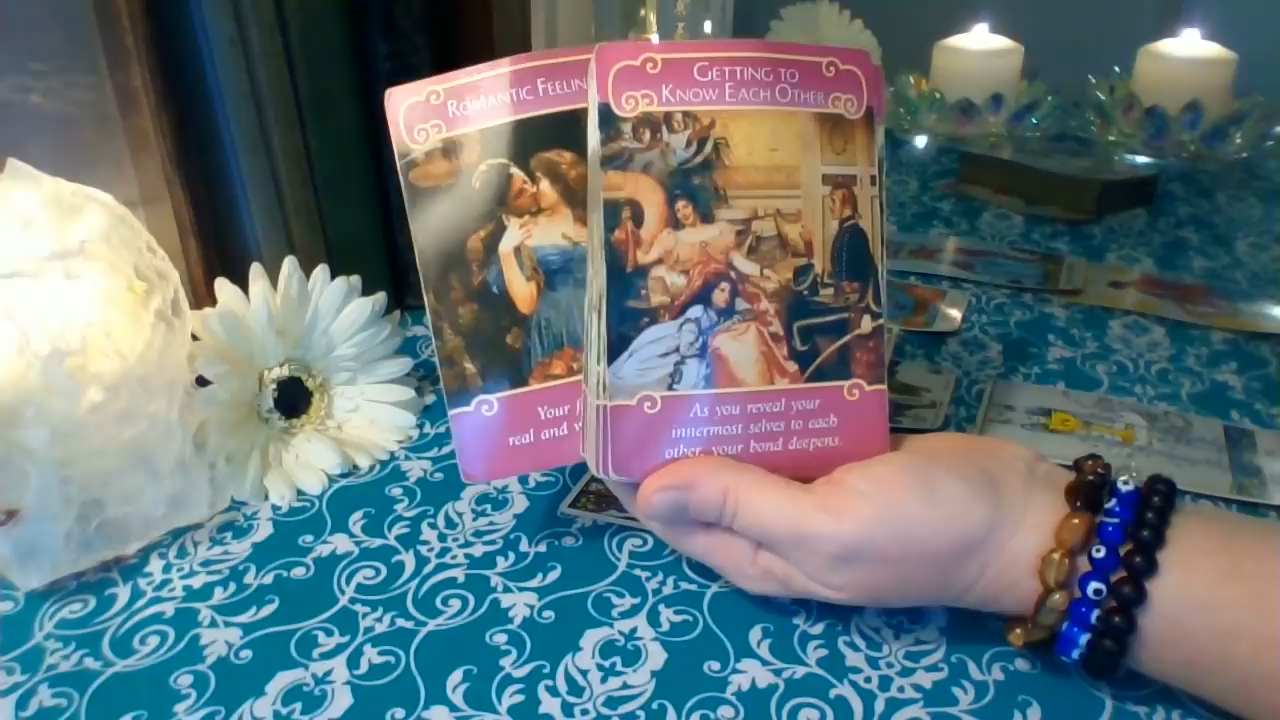 ROMANTIC FEELIN
Your
real and
GETTING TO
KNOW EACH OTHER
As you reveal your
innermost selves to each
other, your bond deepens.